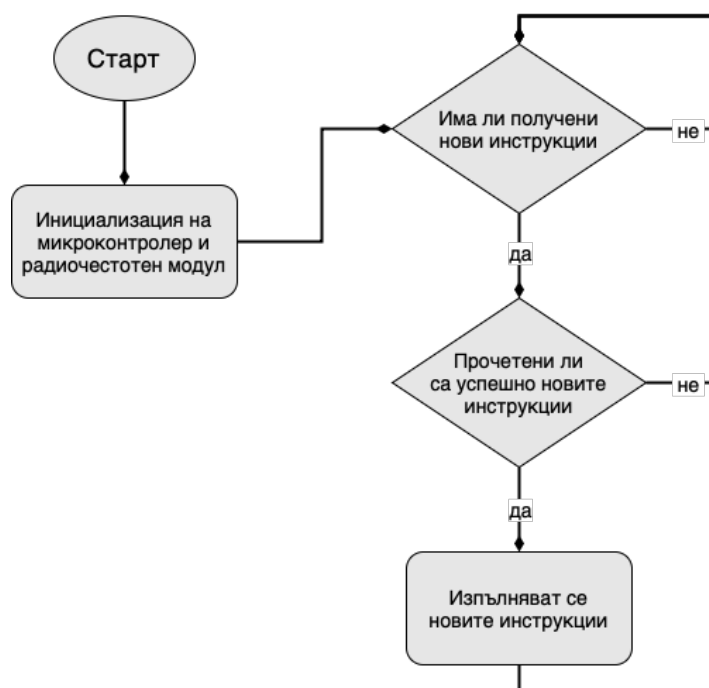 Старт
Инициализация на
микроконтролер и
радиочестотен модул
Има ли получени
нови инструкции
не
да
Прочетени ли
са успешно новите
инструкции
не
да
Изпълняват се
новите инструкции